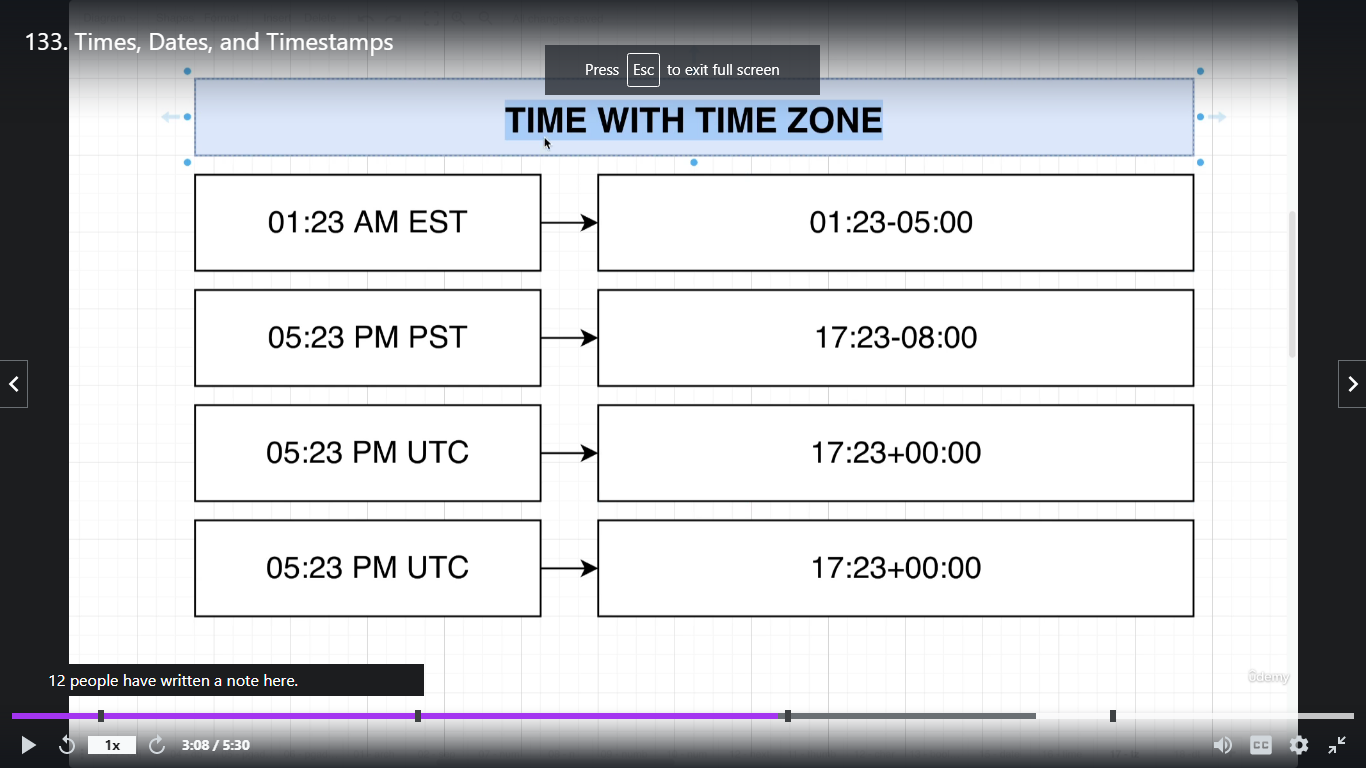 133. Times, Dates, and Timestamps
Press Esc to exit full screen
TIME WITH TIME ZONE
01:23 AM EST
01:23-05:00
05:23 PM PST
17:23-08:00
05:23 PM UTC
17:23+00:00
05:23 PM UTC
17:23+00:00
12 people have written a note here.
ûdemy
1x
3:08 / 5:30
CC